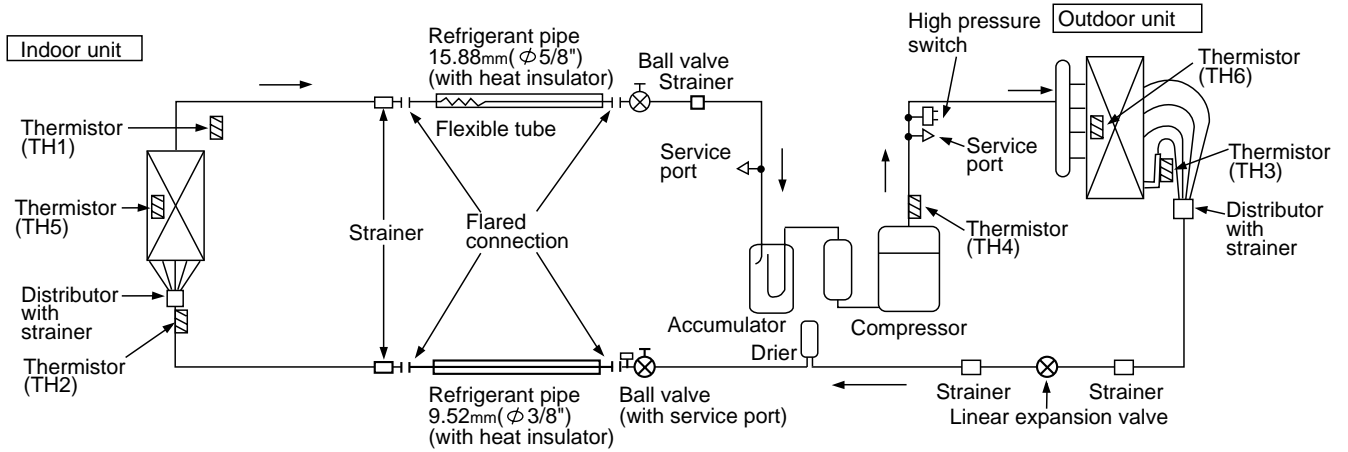 Indoor unit
Refrigerant pipe
15.88mm(ϕ5/8")
(with heat insulator)
Ball valve
Strainer
High pressure
switch
Outdoor unit
Thermistor
(TH6)
Thermistor
(TH1)
Flexible tube
Service
port
Service
port
Thermistor
(TH3)
Thermistor
(TH5)
Strainer
Flared
connection
Thermistor
(TH4)
Distributor
with
strainer
Distributor
with
strainer
Accumulator
Compressor
Drier
Thermistor
(TH2)
Refrigerant pipe
9.52mm(ϕ3/8")
(with heat insulator)
Ball valve
(with service port)
Strainer
Strainer
Linear expansion valve